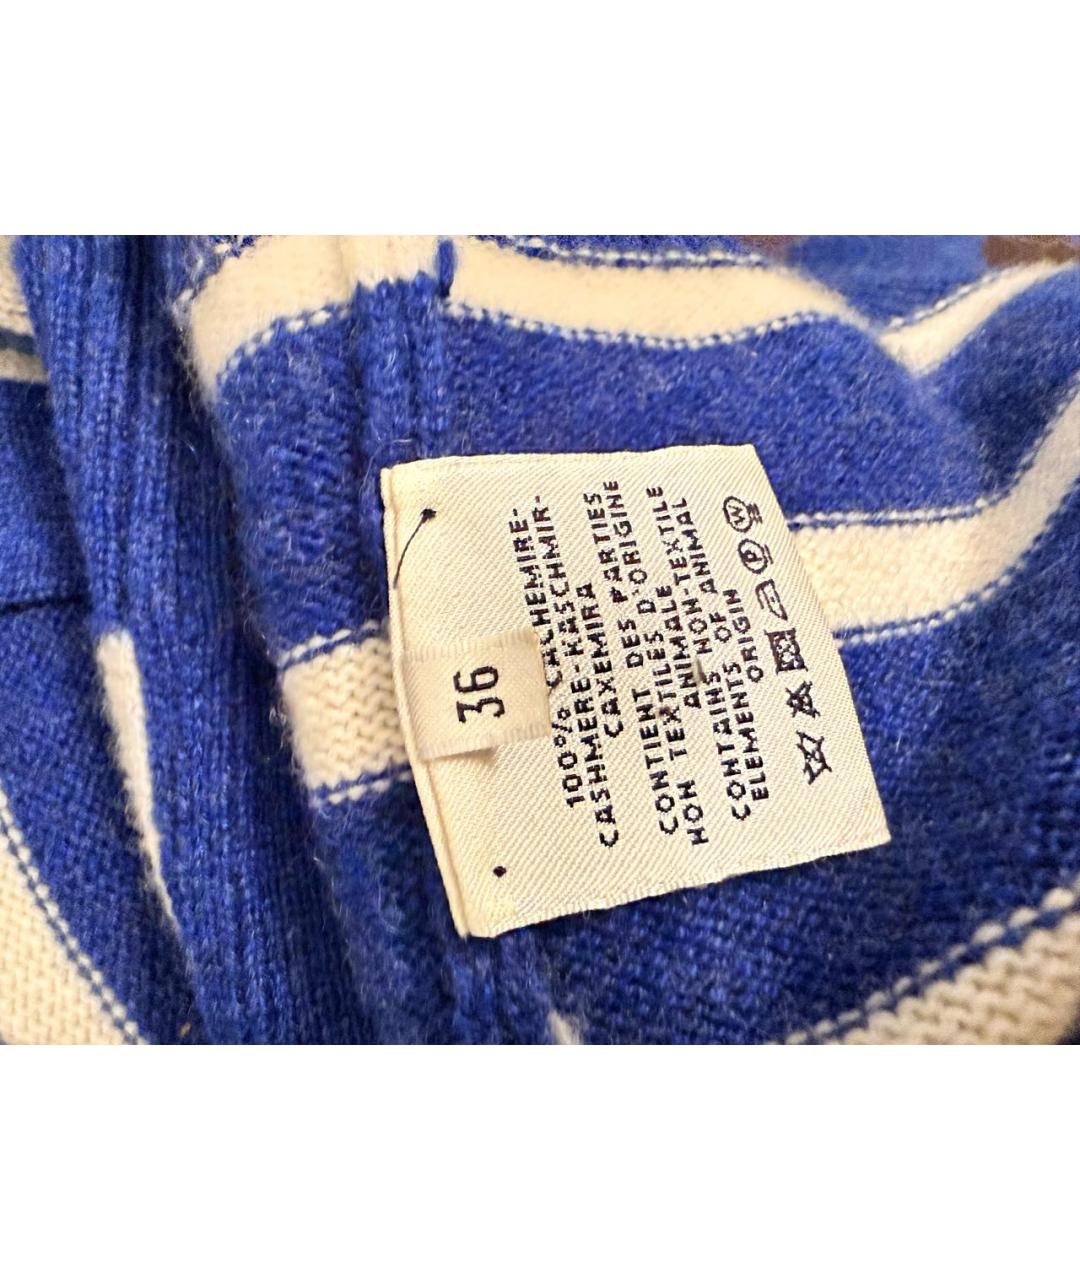 36
100% CACHEMIRE-
CASHMERE-KASCHMIR-
CAXEMIRA
CONTIENT DES PARTIES
NON TEXTILES D'ORIGINE
ANIMALE
NON-TEXTILE
CONTAINS OF ANIMAL
ELEMENTS
ORIGIN
P
W